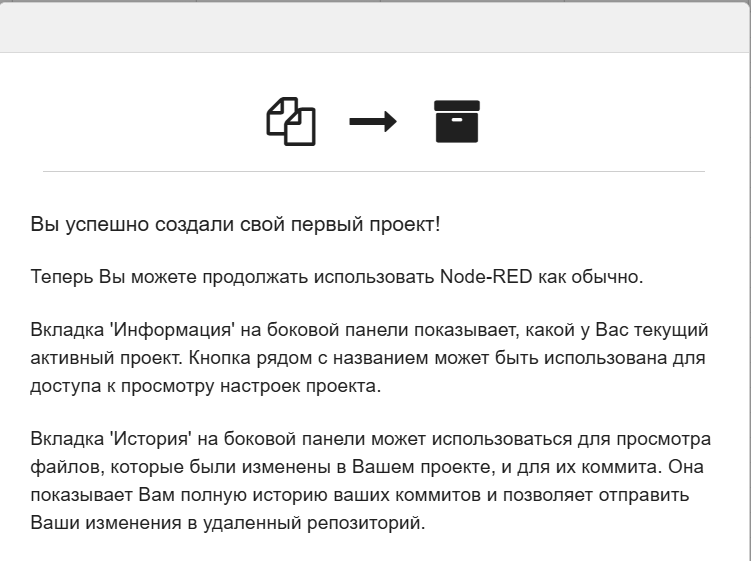 Вы успешно создали свой первый проект!
Теперь Вы можете продолжать использовать Node-RED как обычно.
Вкладка 'Информация' на боковой панели показывает, какой у Вас текущий
активный проект. Кнопка рядом с названием может быть использована для
доступа к просмотру настроек проекта.
Вкладка 'История' на боковой панели может использоваться для просмотра
файлов, которые были изменены в Вашем проекте, и для их коммита. Она
показывает Вам полную историю ваших коммитов и позволяет отправить
Ваши изменения в удаленный репозиторий.